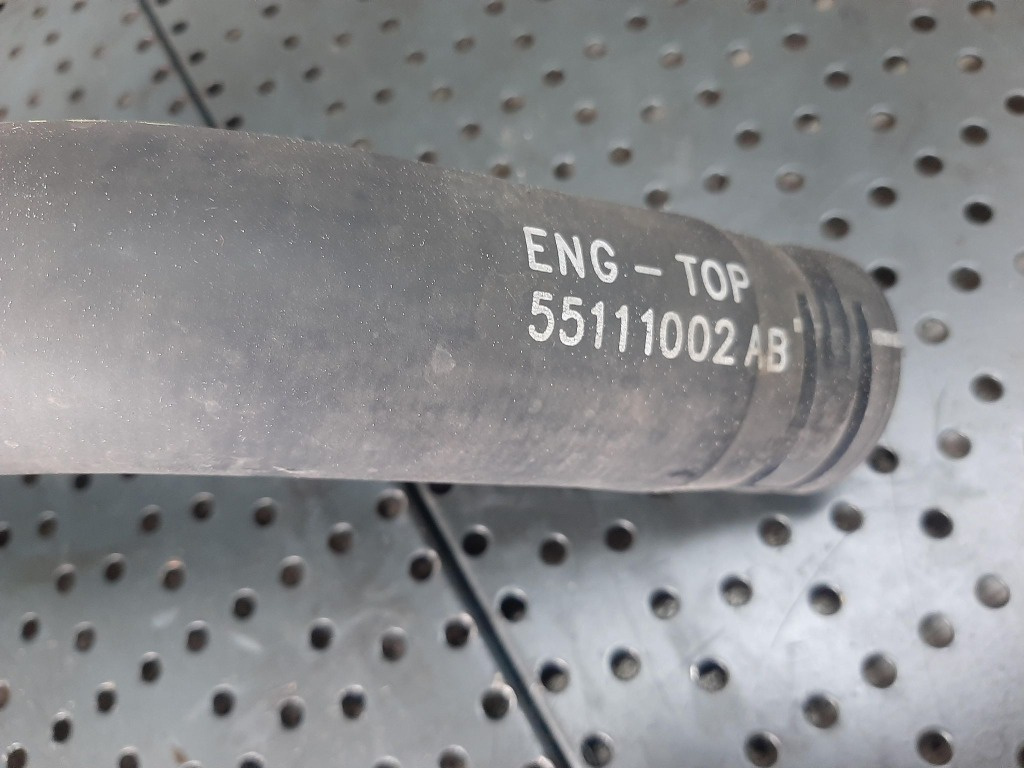 ENG - TOP
55111002 AB